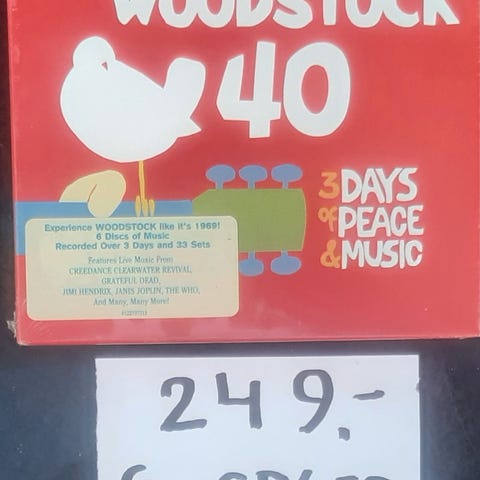 WOODSTOCK
40
3 DAYS
of PEACE
& MUSIC
Experience WOODSTOCK like it's 1969!
6 Discs of Music
Recorded Over 3 Days and 33 Sets
Features Live Music From
CREEDANCE CLEARWATER REVIVAL,
GRATEFUL DEAD,
JIMI HENDRIX, JANIS JOPLIN, THE WHO,
And Many, Many More!
249.-